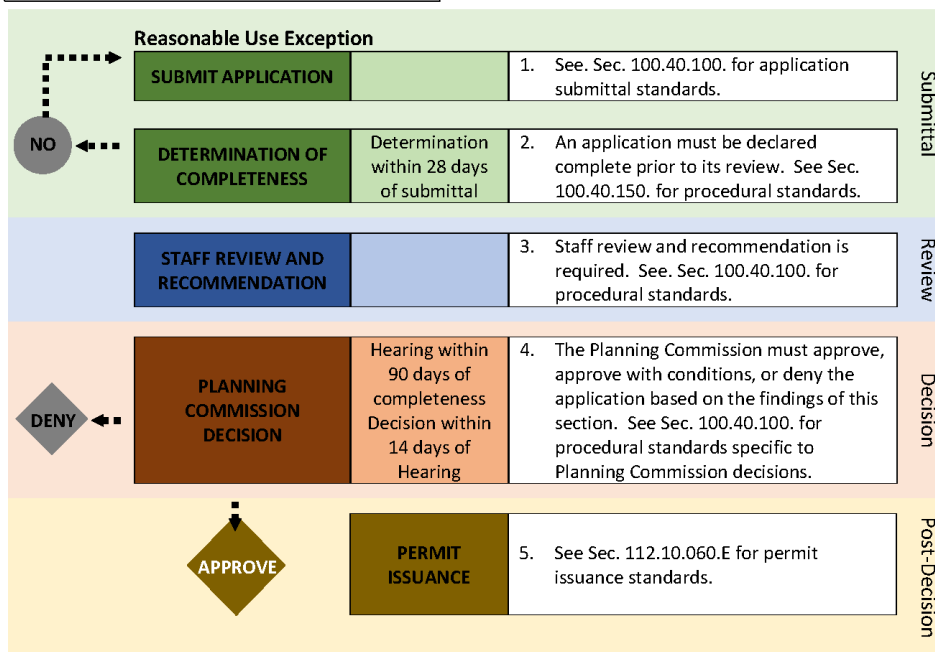 Reasonable Use Exception
SUBMIT APPLICATION
1. See. Sec. 100.40.100. for application
submittal standards.
Submittal
NO
DETERMINATION OF
COMPLETENESS
Determination
within 28 days
of submittal
2. An application must be declared
complete prior to its review. See Sec.
100.40.150. for procedural standards.
STAFF REVIEW AND
RECOMMENDATION
3. Staff review and recommendation is
required. See. Sec. 100.40.100. for
procedural standards.
Review
DENY
PLANNING
COMMISSION
DECISION
Hearing within
90 days of
completeness
Decision within
14 days of
Hearing
4. The Planning Commission must approve,
approve with conditions, or deny the
application based on the findings of this
section. See Sec. 100.40.100. for
procedural standards specific to
Planning Commission decisions.
Decision
APPROVE
PERMIT
ISSUANCE
5. See Sec. 112.10.060.E for permit
issuance standards.
Post-Decision